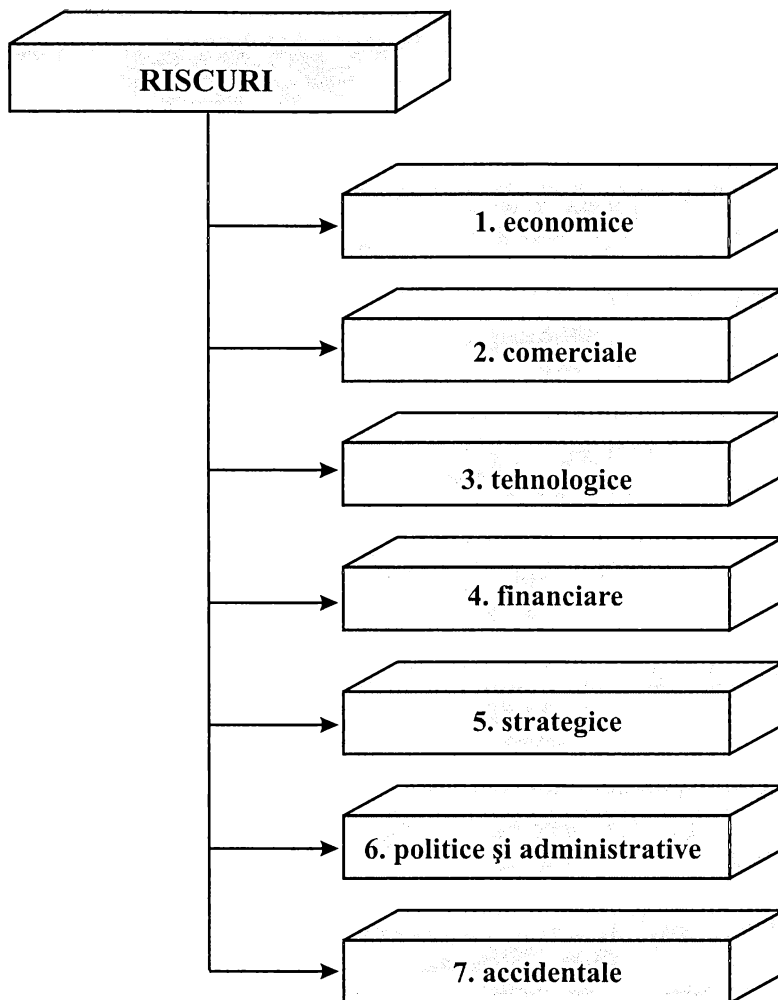 RISCURI
1. economice
2. comerciale
3. tehnologice
4. financiare
5. strategice
6. politice şi administrative
7. accidentale